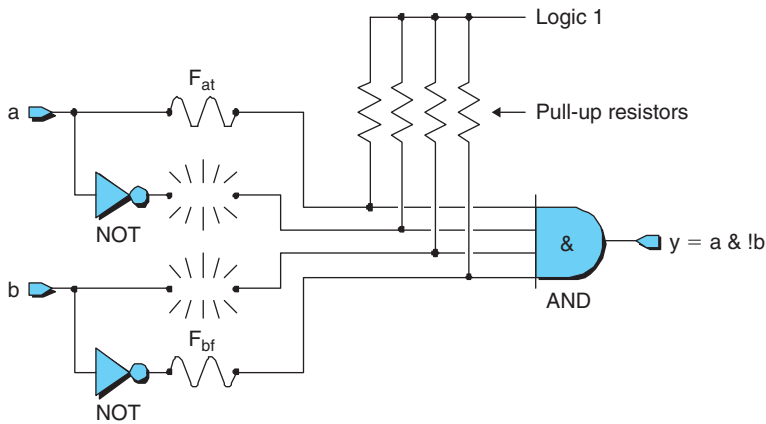 Logic 1
Fat
a
Pull-up resistors
NOT
&
y = a & !b
b
AND
Fbf
NOT